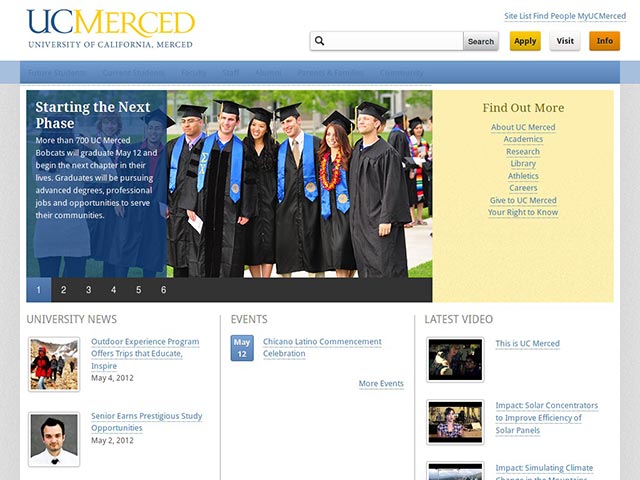 UCMERCED
UNIVERSITY OF CALIFORNIA, MERCED
Site List Find People MyUCMerced
Search
Apply
Visit
Info
Future Students Current Students Faculty Staff Alumni Parents & Families Community
Starting the Next
Phase
More than 700 UC Merced
Bobcats will graduate May 12 and
begin the next chapter in their
lives. Graduates will be pursuing
advanced degrees, professional
jobs and opportunities to serve
their communities.
1 2 3 4 5 6
Find Out More
About UC Merced
Academics
Research
Library
Athletics
Careers
Give to UC Merced
Your Right to Know
UNIVERSITY NEWS
Outdoor Experience Program
Offers Trips that Educate,
Inspire
May 4, 2012
Senior Earns Prestigious Study
Opportunities
May 2, 2012
EVENTS
May
12
Chicano Latino Commencement
Celebration
More Events
LATEST VIDEO
This is UC Merced
Impact: Solar Concentrators
to Improve Efficiency of
Solar Panels
Impact: Simulating Climate
Change in the Mountains